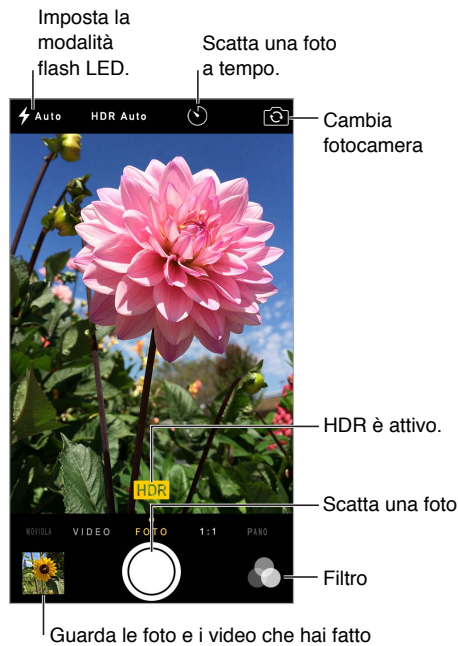 Imposta la
modalità
flash LED.
Scatta una foto
a tempo.
Auto
HDR Auto
Cambia
fotocamera
HDR è attivo.
HDR
Scatta una foto
MOVIOLA
VIDEO
FOTO
1:1
PANO
Filtro
Guarda le foto e i video che hai fatto